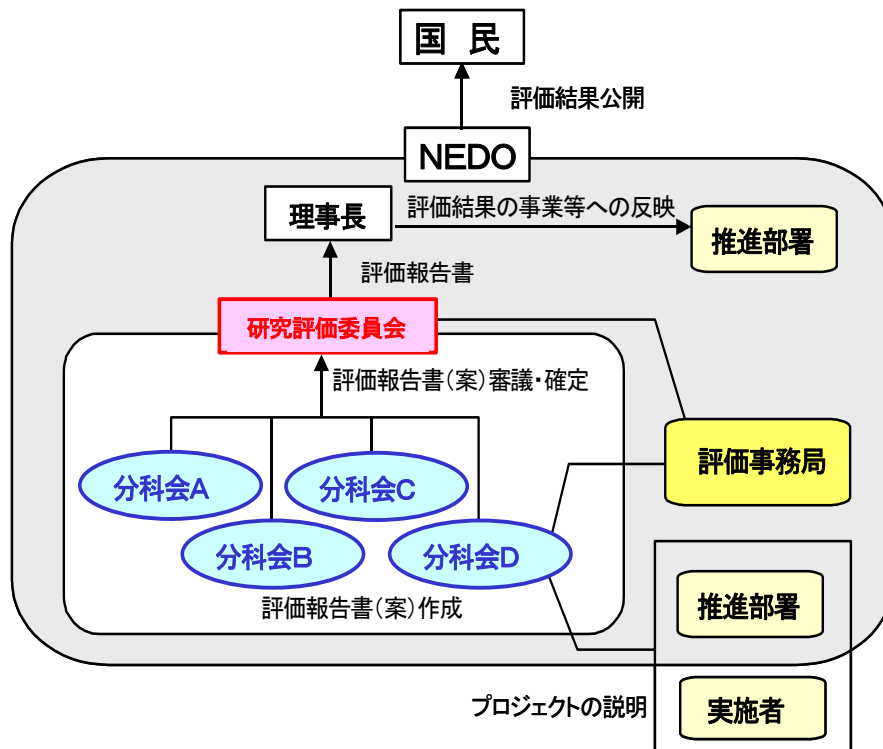 国 民
評価結果公開
NEDO
理事長
評価結果の事業等への反映
推進部署
評価報告書
研究評価委員会
評価報告書(案)審議・確定
評価事務局
分科会A
分科会C
分科会B
分科会D
評価報告書(案)作成
推進部署
プロジェクトの説明
実施者